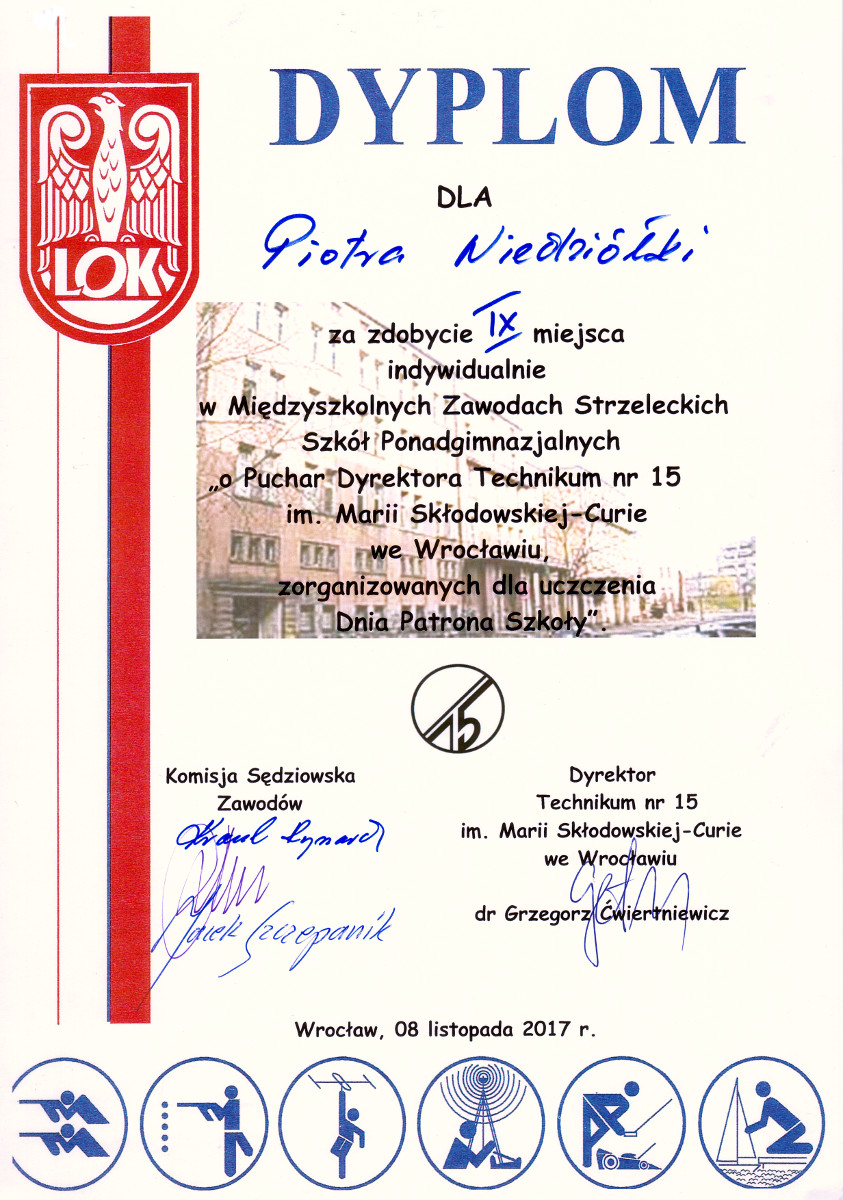 DYPLOM
LOK
DLA
Piotra Niedziółki
za zdobycie IX miejsca
indywidualnie
w Międzyszkolnych Zawodach Strzeleckich
Szkół Ponadgimnazjalnych
„o Puchar Dyrektora Technikum nr 15
im. Marii Skłodowskiej-Curie
we Wrocławiu,
zorganizowanych dla uczczenia
Dnia Patrona Szkoły”.
15
Komisja Sędziowska
Zawodów
Szczepanik
Dyrektor
Technikum nr 15
im. Marii Skłodowskiej-Curie
we Wrocławiu
dr Grzegorz Ćwiertniewicz
Wrocław, 08 listopada 2017 r.